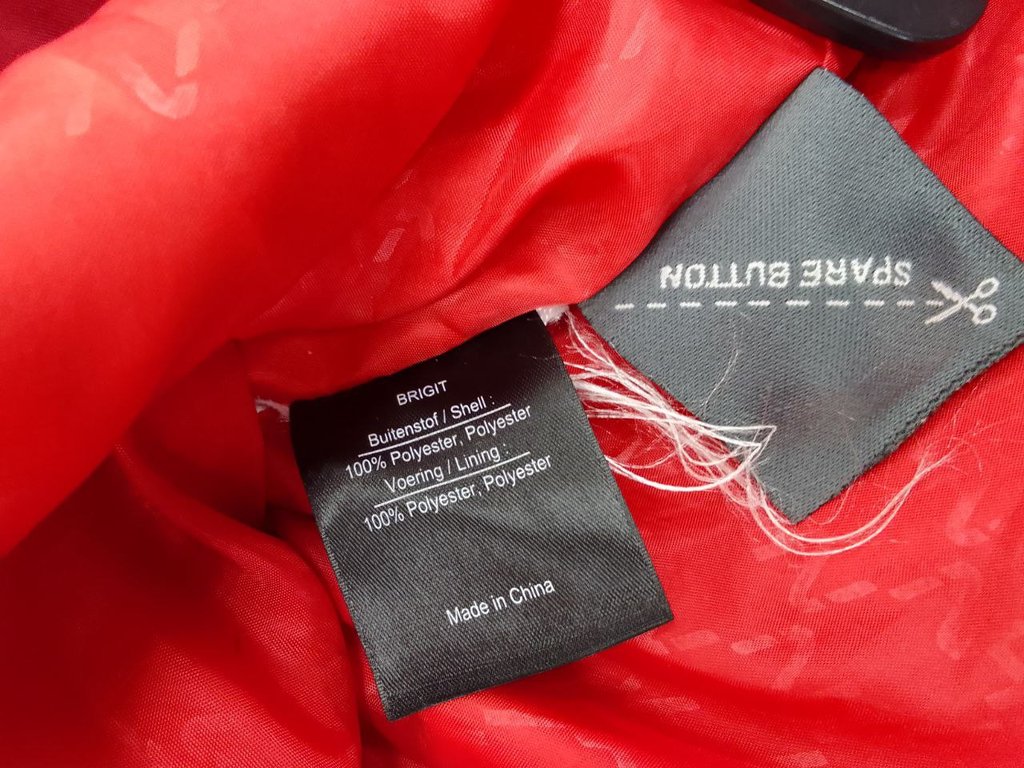 BRIGIT
Buitenstof / Shell :
100% Polyester, Polyester
Voering / Lining :
100% Polyester, Polyester
Made in China
SPARE BUTTON